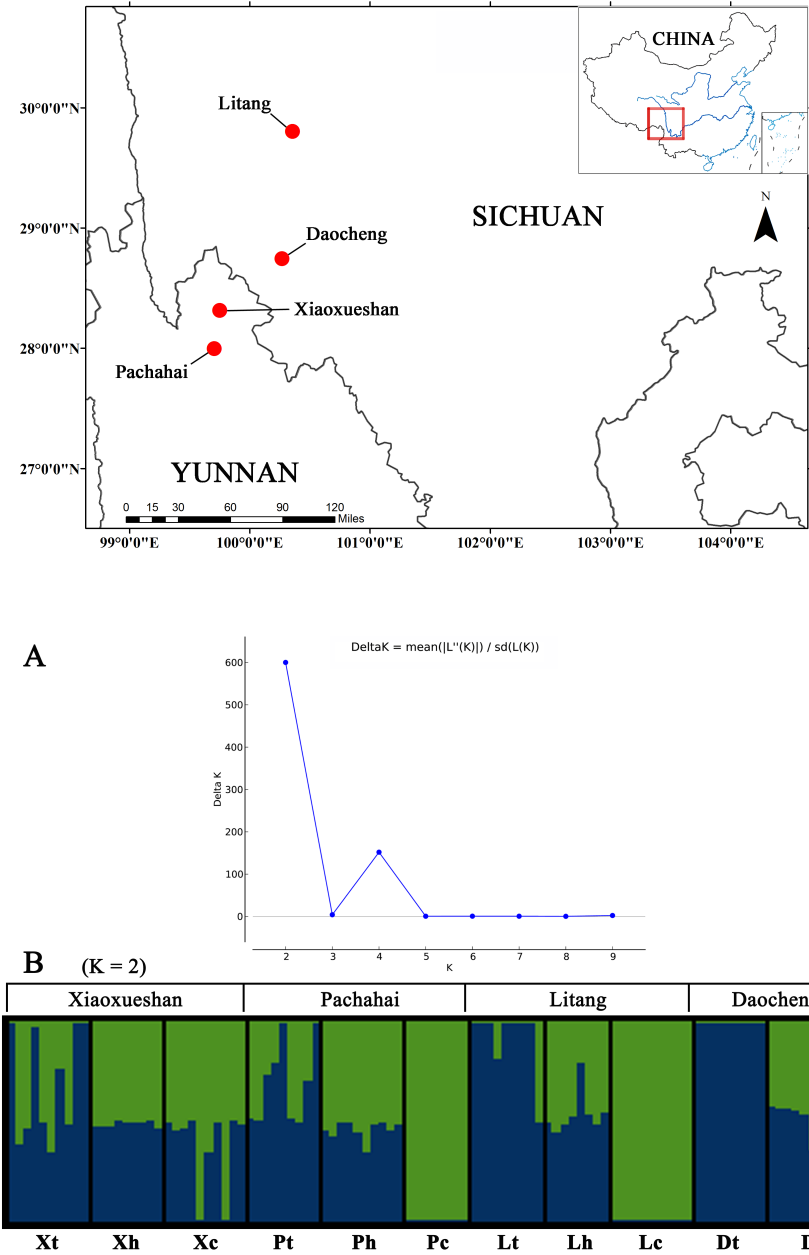 CHINA
N
30°0'0"N
Litang
29°0'0"N
SICHUAN
Daocheng
Xiaoxueshan
28°0'0"N
Pachahai
27°0'0"N
YUNNAN
0 15 30 60 90 120
Miles
99°0'0"E 100°0'0"E 101°0'0"E 102°0'0"E 103°0'0"E 104°0'0"E
A
DeltaK = mean(|L''(K)|) / sd(L(K))
600
500
400
300
200
100
0
Delta K
2 3 4 5 6 7 8 9
K
B (K = 2)
Xiaoxueshan Pachahai Litang Daochen
Xt Xh Xc Pt Ph Pc Lt Lh Lc Dt